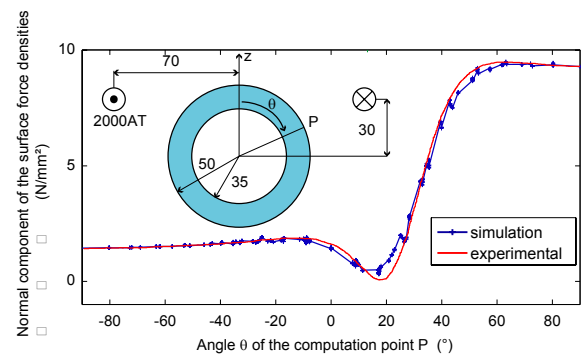 Normal component of the surface force densities
(N/mm²)
10
5
0
70
z
2000AT
θ
P
50
35
30
simulation
experimental
-80
-60
-40
-20
0
20
40
60
80
Angle θ of the computation point P (°)